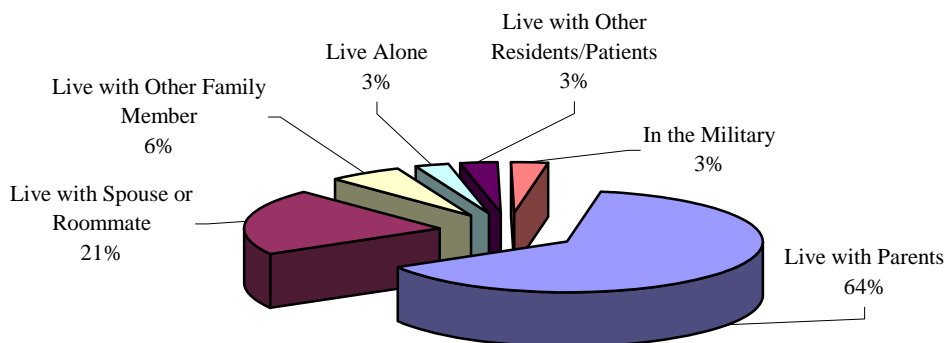 Live with Other
Residents/Patients
3%
Live Alone
3%
Live with Other Family
Member
6%
In the Military
3%
Live with Spouse or
Roommate
21%
Live with Parents
64%